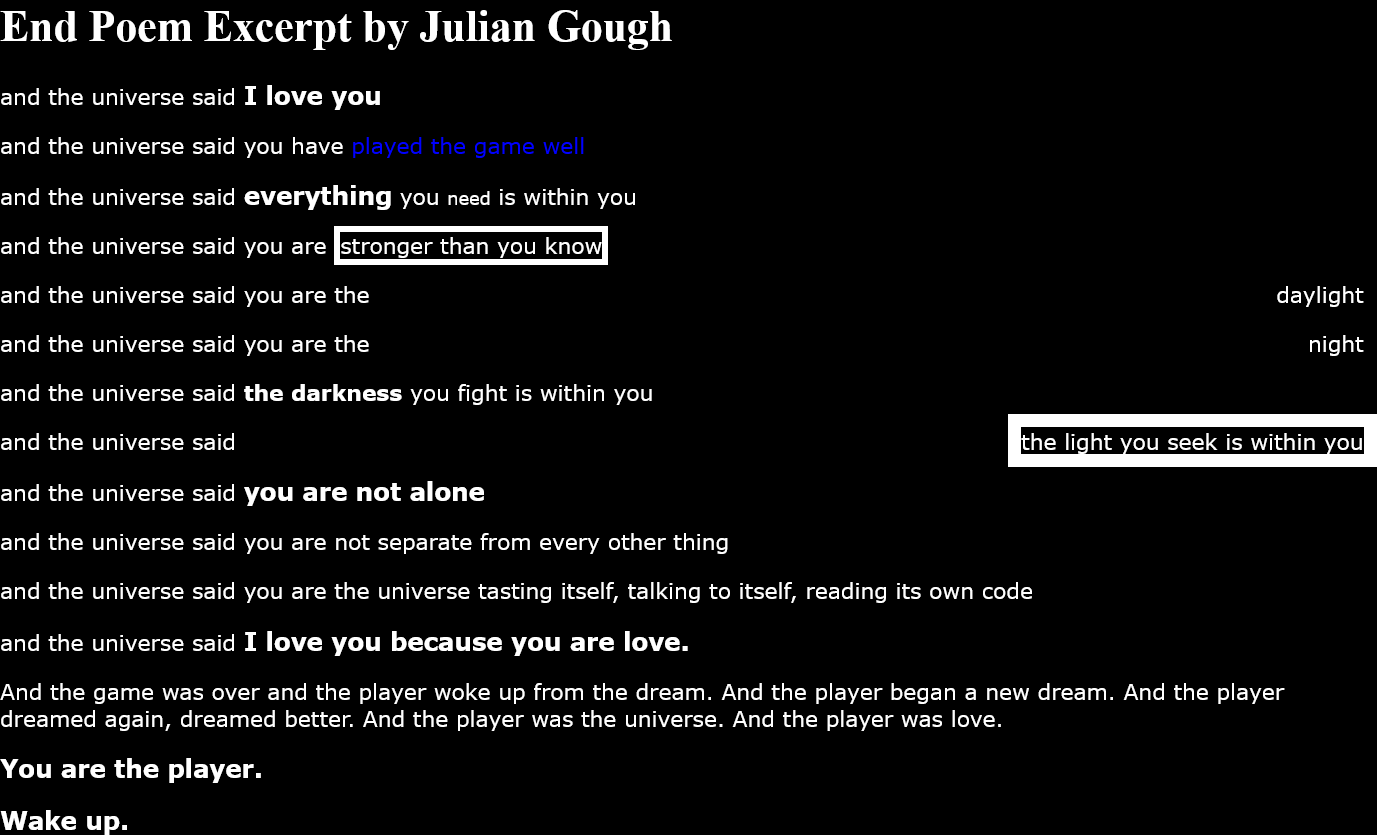 End Poem Excerpt by Julian Gough
and the universe said I love you
and the universe said you have played the game well
and the universe said everything you need is within you
and the universe said you are stronger than you know
and the universe said you are the daylight
and the universe said you are the night
and the universe said the darkness you fight is within you
and the universe said the light you seek is within you
and the universe said you are not alone
and the universe said you are not separate from every other thing
and the universe said you are the universe tasting itself, talking to itself, reading its own code
and the universe said I love you because you are love.
And the game was over and the player woke up from the dream. And the player began a new dream. And the player
dreamed again, dreamed better. And the player was the universe. And the player was love.
You are the player.
Wake up.